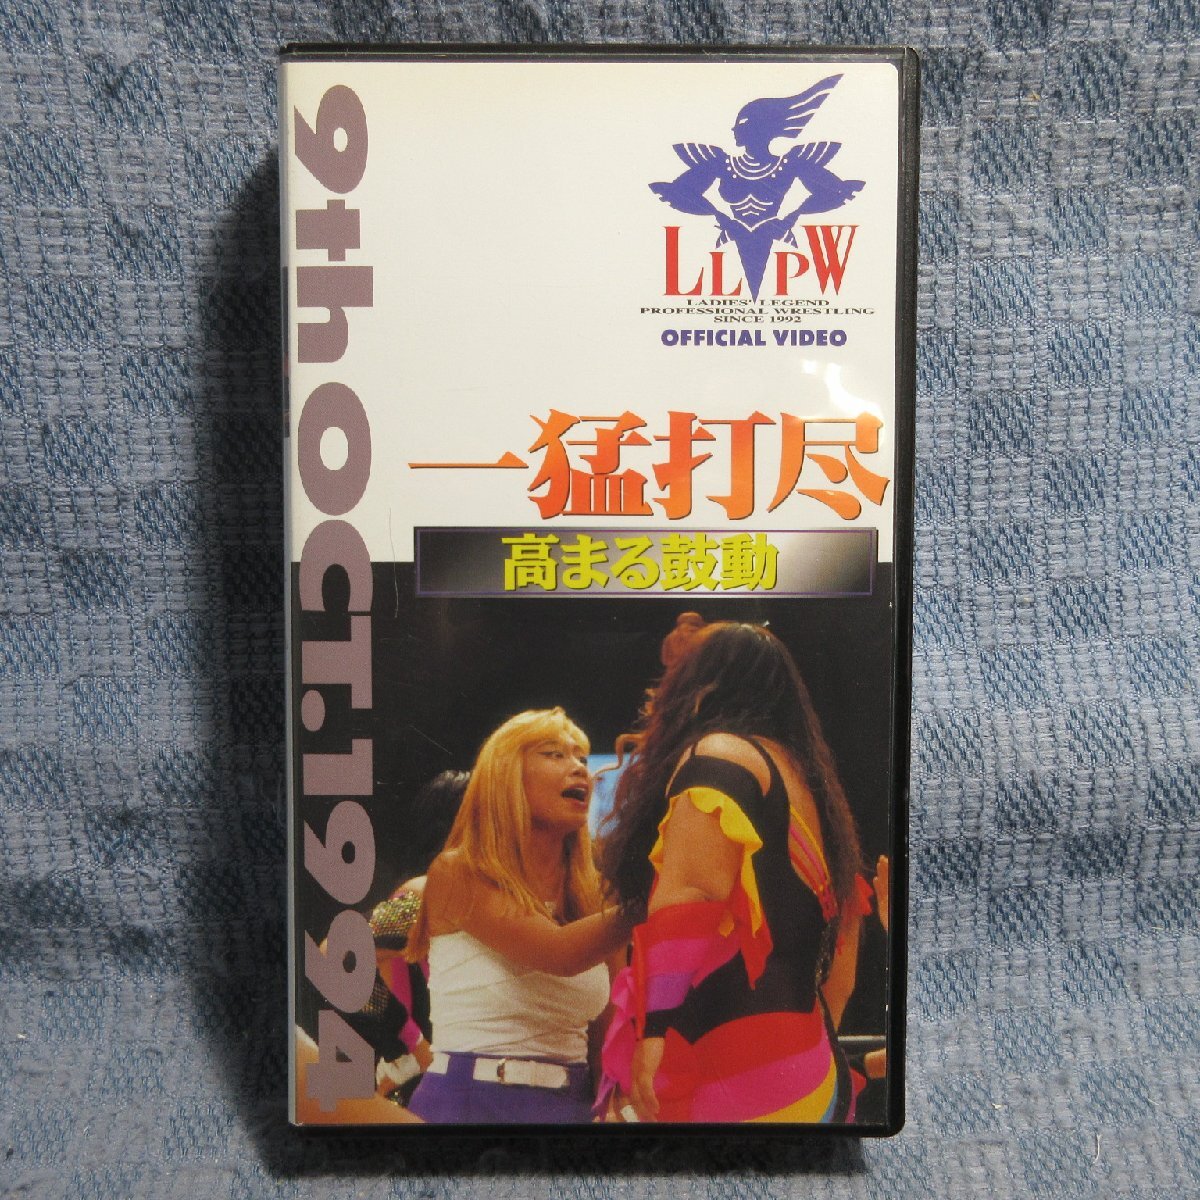 9th OCT.1994
LLPW
LADIES' LEGEND
PROFESSIONAL WRESTLING
SINCE 1992
OFFICIAL VIDEO
一猛打尽
高まる鼓動